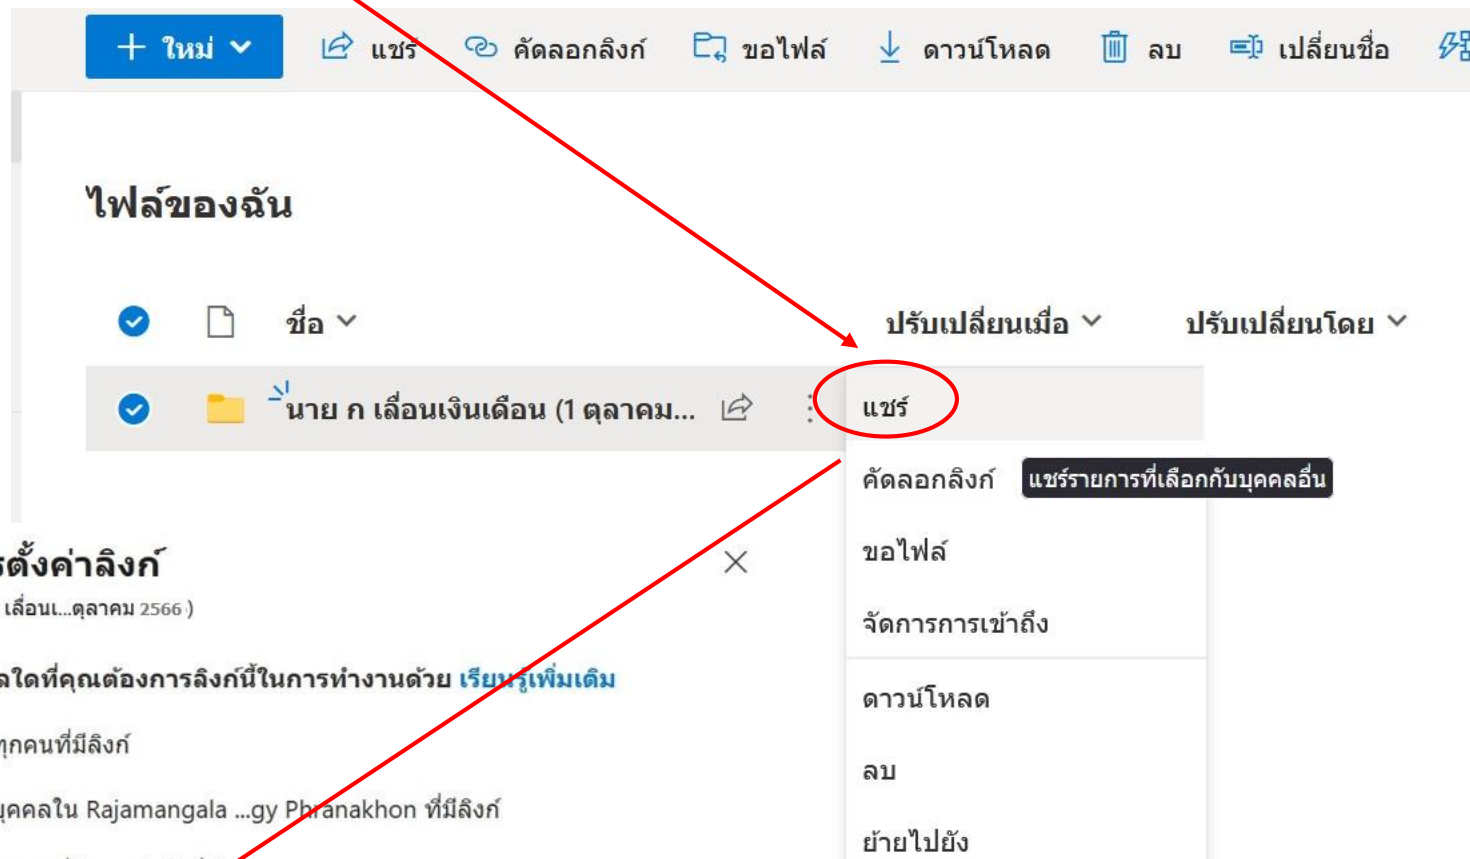 ใหม่ แชร์ คัดลอกลิงก์ ขอไฟล์ ดาวน์โหลด ลบ เปลี่ยนชื่อ
ไฟล์ของฉัน
ชื่อ ปรับเปลี่ยนเมื่อ ปรับเปลี่ยนโดย
นาย ก เลื่อนเงินเดือน (1 ตุลาคม...
แชร์
คัดลอกลิงก์ แชร์รายการที่เลือกกับบุคคลอื่น
ขอไฟล์
จัดการการเข้าถึง
ดาวน์โหลด
ลบ
ย้ายไปยัง
รตั้งค่าลิงก์
เลื่อนเ...ตุลาคม 2566 )
ลใดที่คุณต้องการลิงก์นี้ในการทำงานด้วย เรียนรู้เพิ่มเติม
ทุกคนที่มีลิงก์
บุคคลใน Rajamangala ...gy Phranakhon ที่มีลิงก์